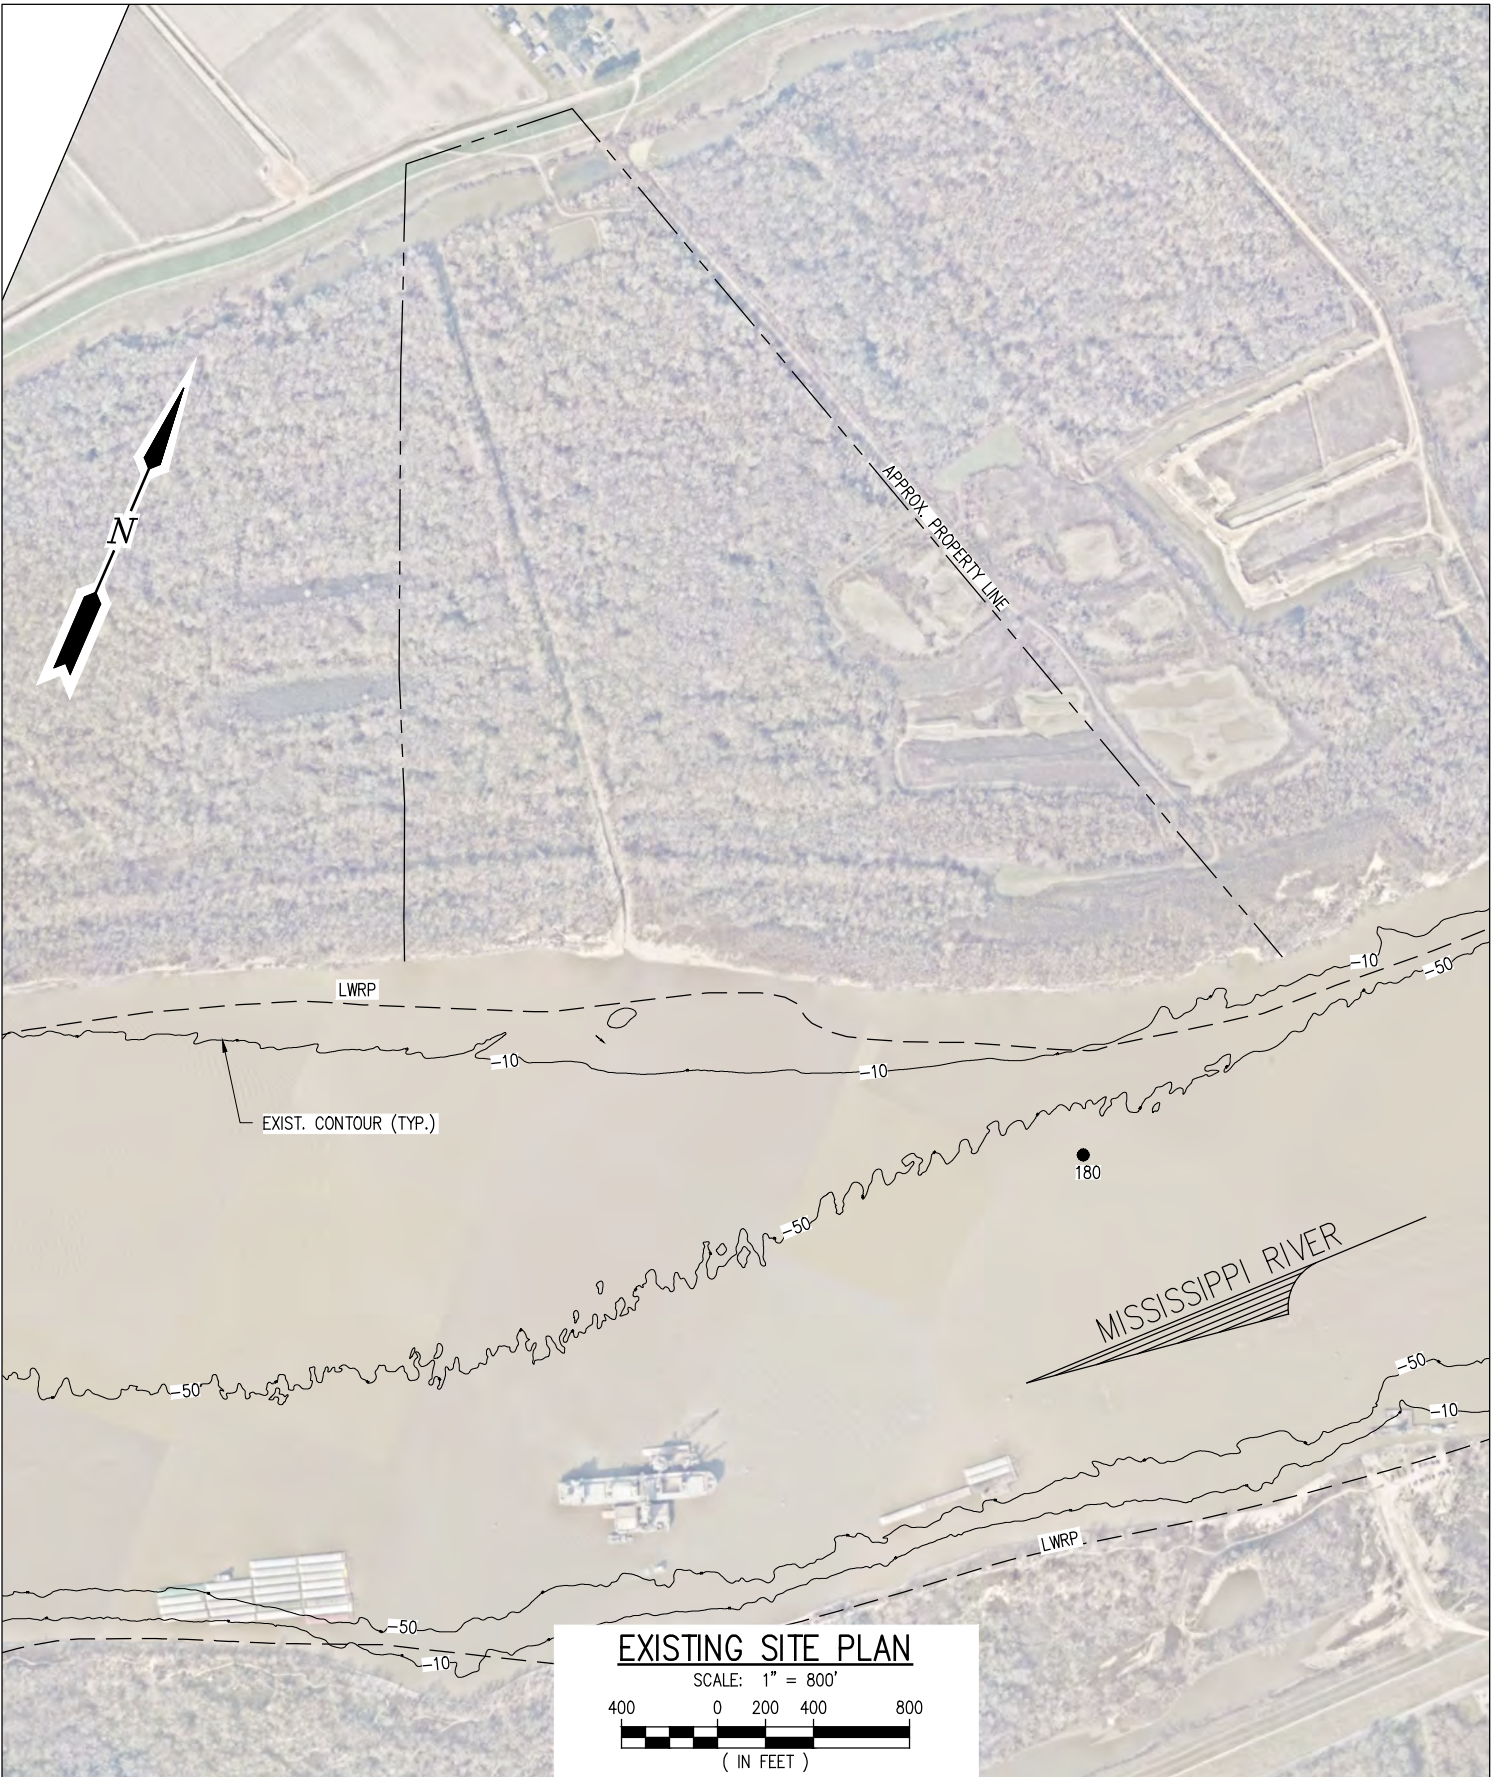 N
APPROX. PROPERTY LINE
LWRP
-10
-50
-10
-10
EXIST. CONTOUR (TYP.)
180
-50
MISSISSIPPI RIVER
-50
-50
-10
LWRP
-50
-10
EXISTING SITE PLAN
SCALE: 1" = 800'
400 0 200 400 800
( IN FEET )